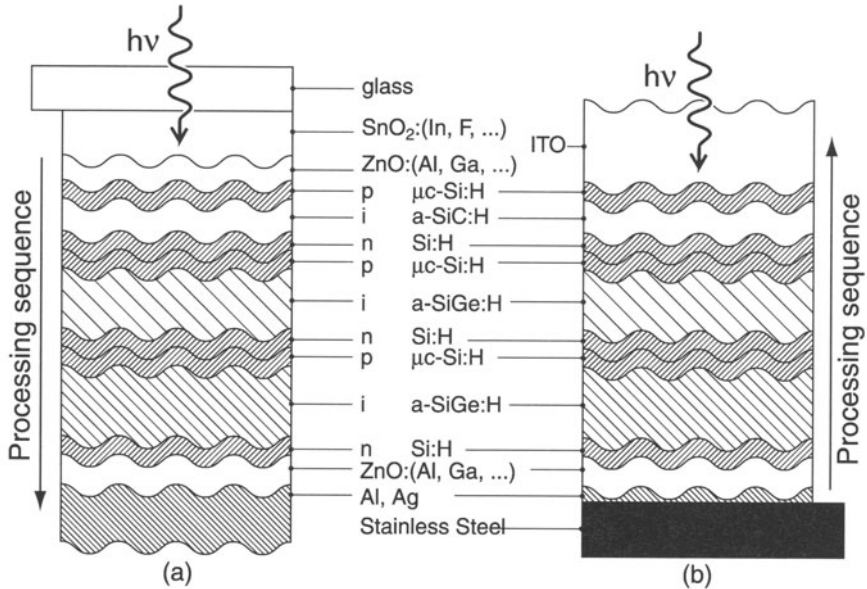 hν
hν
glass
SnO₂:(In, F, ...)
ITO
ZnO:(Al, Ga, ...)
p μc-Si:H
i a-SiC:H
n Si:H
p μc-Si:H
i a-SiGe:H
n Si:H
p μc-Si:H
i a-SiGe:H
n Si:H
ZnO:(Al, Ga, ...)
Al, Ag
Stainless Steel
Processing sequence
Processing sequence
(a)
(b)